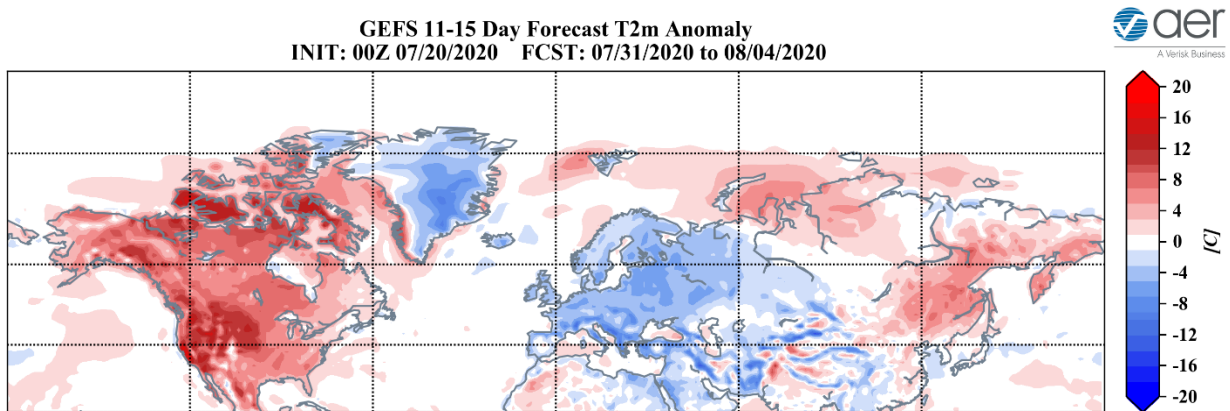 GEFS 11-15 Day Forecast T2m Anomaly
INIT: 00Z 07/20/2020 FCST: 07/31/2020 to 08/04/2020
aer
A Verisk Business
20
16
12
8
4
0
-4
-8
-12
-16
-20
[C]